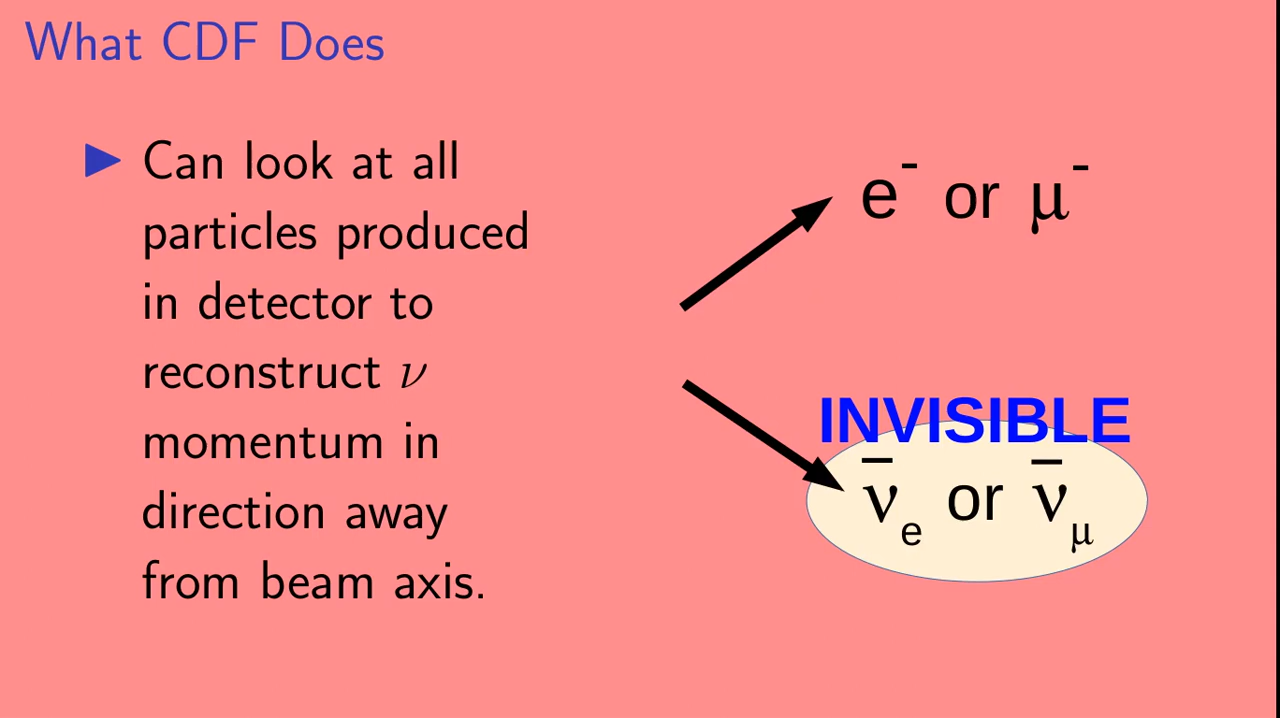 What CDF Does
▶ Can look at all
particles produced
in detector to
reconstruct ν
momentum in
direction away
from beam axis.
e⁻ or μ⁻
INVISIBLE
ν̄ₑ or ν̄_μ